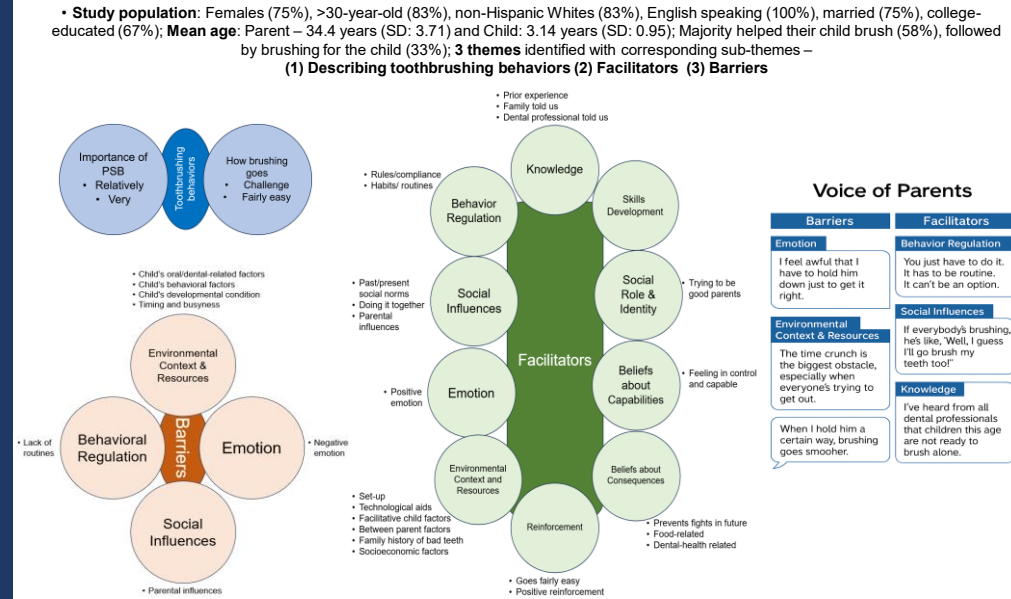 • Study population: Females (75%), >30-year-old (83%), non-Hispanic Whites (83%), English speaking (100%), married (75%), college-
educated (67%); Mean age: Parent – 34.4 years (SD: 3.71) and Child: 3.14 years (SD: 0.95); Majority helped their child brush (58%), followed
by brushing for the child (33%); 3 themes identified with corresponding sub-themes –
(1) Describing toothbrushing behaviors (2) Facilitators (3) Barriers
Importance of
PSB
• Relatively
• Very
Toothbrushing
behaviors
How brushing
goes
• Challenge
• Fairly easy
• Child's oral/dental-related factors
• Child's behavioral factors
• Child's developmental condition
• Timing and busyness
Environmental
Context &
Resources
• Lack of
routines
Behavioral
Regulation
Barriers
Emotion
• Negative
emotion
Social
Influences
• Parental influences
• Prior experience
• Family told us
• Dental professional told us
Knowledge
• Rules/compliance
• Habits/ routines
Behavior
Regulation
Skills
Development
• Past/present
social norms
• Doing it together
• Parental
influences
Social
Influences
Social
Role &
Identity
• Trying to be
good parents
Facilitators
• Positive
emotion
Emotion
Beliefs
about
Capabilities
• Feeling in control
and capable
Environmental
Context and
Resources
• Set-up
• Technological aids
• Facilitative child factors
• Between parent factors
• Family history of bad teeth
• Socioeconomic factors
Beliefs about
Consequences
• Prevents fights in future
• Food-related
• Dental-health related
Reinforcement
• Goes fairly easy
• Positive reinforcement
Voice of Parents
Barriers
Emotion
I feel awful that I
have to hold him
down just to get it
right.
Environmental
Context & Resources
The time crunch is
the biggest obstacle,
especially when
everyone's trying to
get out.
When I hold him a
certain way, brushing
goes smooher.
Facilitators
Behavior Regulation
You just have to do it.
It has to be routine.
It can't be an option.
Social Influences
If everybody's brushing,
he's like, 'Well, I guess
I'll go brush my
teeth too!"
Knowledge
I've heard from all
dental professionals
that children this age
are not ready to
brush alone.